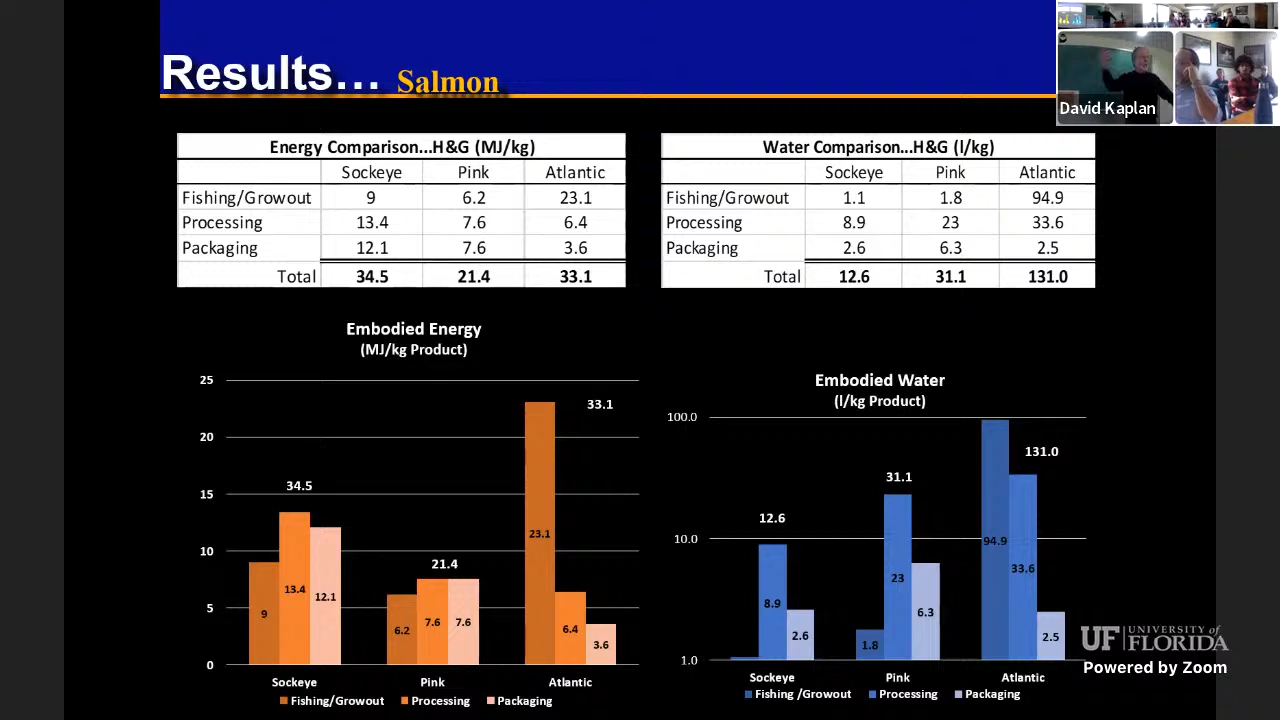 Results… Salmon
David Kaplan
Energy Comparison...H&G (MJ/kg)
Sockeye Pink Atlantic
Fishing/Growout 9 6.2 23.1
Processing 13.4 7.6 6.4
Packaging 12.1 7.6 3.6
Total 34.5 21.4 33.1
Water Comparison...H&G (l/kg)
Sockeye Pink Atlantic
Fishing/Growout 1.1 1.8 94.9
Processing 8.9 23 33.6
Packaging 2.6 6.3 2.5
Total 12.6 31.1 131.0
Embodied Energy
(MJ/kg Product)
25
20
15
10
5
0
34.5
21.4
33.1
9
13.4
12.1
6.2
7.6
7.6
23.1
6.4
3.6
Sockeye Pink Atlantic
Fishing/Growout Processing Packaging
Embodied Water
(l/kg Product)
100.0
10.0
1.0
12.6
31.1
131.0
8.9
2.6
1.8
23
6.3
94.9
33.6
2.5
Sockeye Pink Atlantic
Fishing /Growout Processing Packaging
UF UNIVERSITY of
FLORIDA
Powered by Zoom